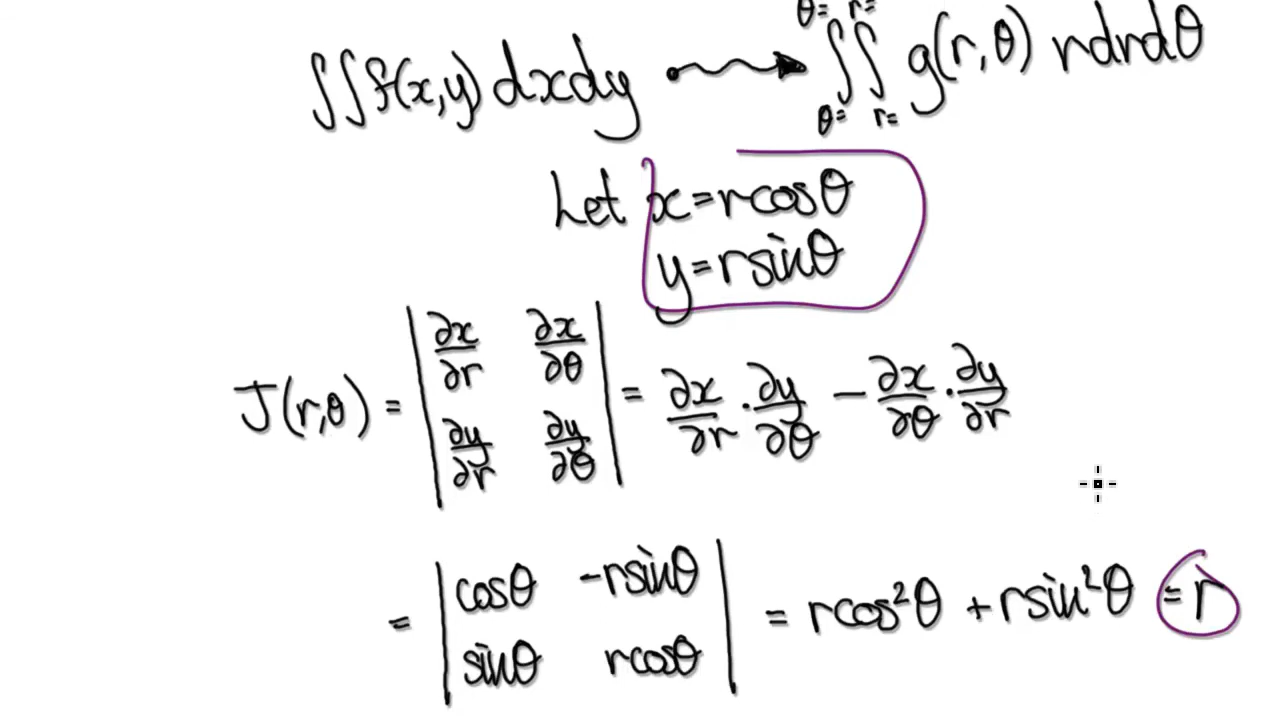 ∫∫ f(x,y) dxdy → ∫_{θ=}^{θ=} ∫_{r=}^{r=} g(r,θ) rdrdθ
Let x=rcosθ
y=rsinθ
J(r,θ) = | ∂x/∂r ∂x/∂θ ; ∂y/∂r ∂y/∂θ | = ∂x/∂r · ∂y/∂θ − ∂x/∂θ · ∂y/∂r
= | cosθ -rsinθ ; sinθ rcosθ | = rcos²θ + rsin²θ = r